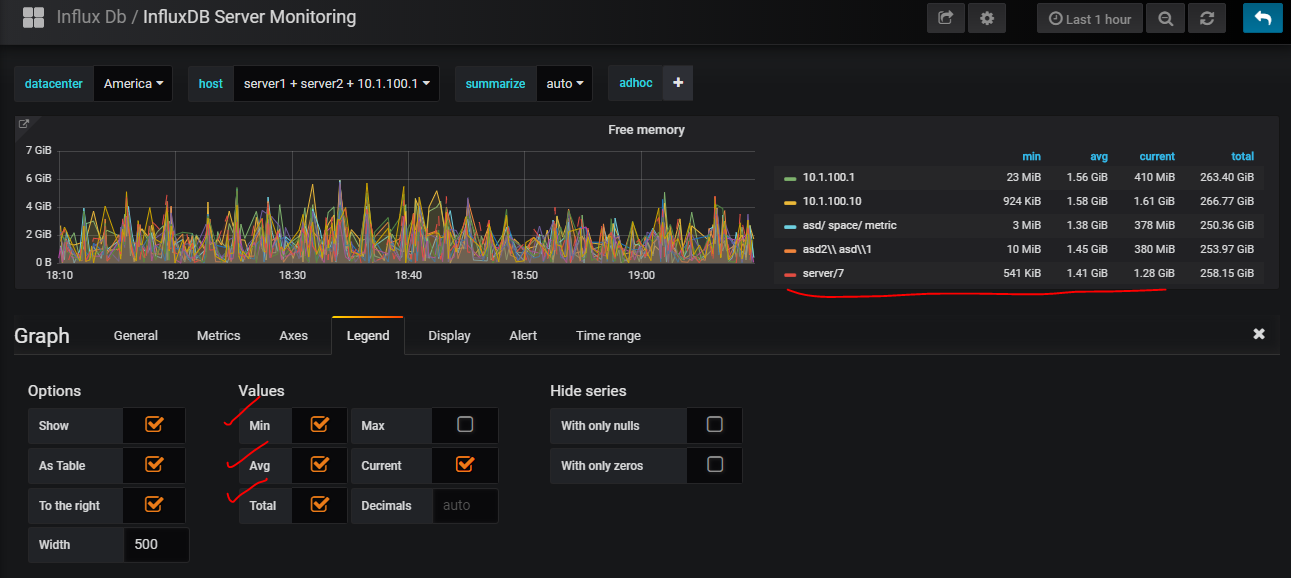 Influx Db / InfluxDB Server Monitoring
Last 1 hour
datacenter America host server1 + server2 + 10.1.100.1 summarize auto adhoc +
Free memory
7 GiB
6 GiB
4 GiB
2 GiB
0 B
18:10 18:20 18:30 18:40 18:50 19:00
min avg current total
10.1.100.1 23 MiB 1.56 GiB 410 MiB 263.40 GiB
10.1.100.10 924 KiB 1.58 GiB 1.61 GiB 266.77 GiB
asd/ space/ metric 3 MiB 1.38 GiB 378 MiB 250.36 GiB
asd2\\ asd\\1 10 MiB 1.45 GiB 380 MiB 253.97 GiB
server/7 541 KiB 1.41 GiB 1.28 GiB 258.15 GiB
Graph General Metrics Axes Legend Display Alert Time range
Options Values Hide series
Show Min Max With only nulls
As Table Avg Current With only zeros
To the right Total Decimals auto
Width 500